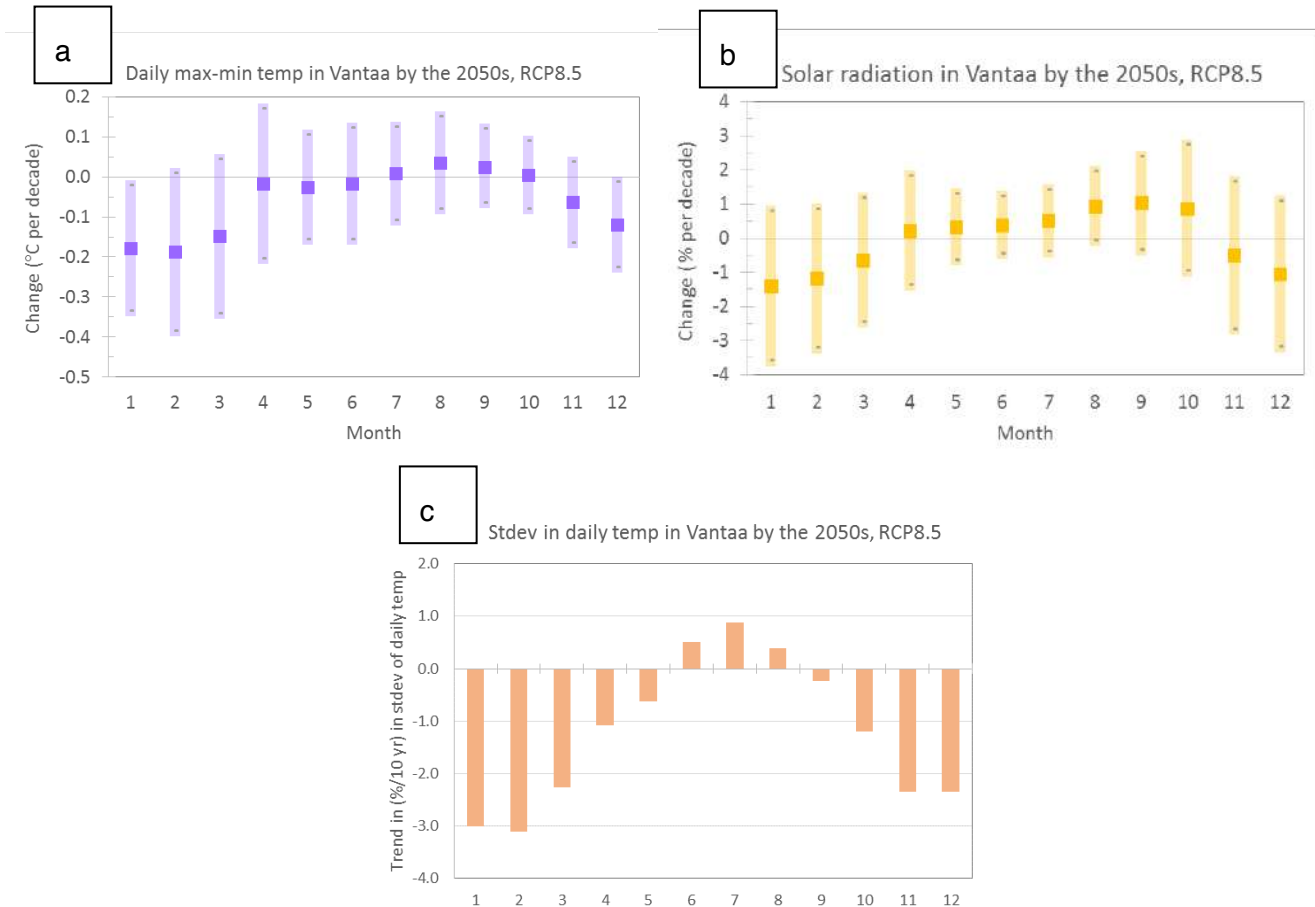 a
Daily max-min temp in Vantaa by the 2050s, RCP8.5
Change (°C per decade)
0.2
0.1
0.0
-0.1
-0.2
-0.3
-0.4
-0.5
1 2 3 4 5 6 7 8 9 10 11 12
Month
b
Solar radiation in Vantaa by the 2050s, RCP8.5
Change (% per decade)
4
3
2
1
0
-1
-2
-3
-4
1 2 3 4 5 6 7 8 9 10 11 12
Month
c
Stdev in daily temp in Vantaa by the 2050s, RCP8.5
Trend in (%/10 yr) in stdev of daily temp
2.0
1.0
0.0
-1.0
-2.0
-3.0
-4.0
1 2 3 4 5 6 7 8 9 10 11 12